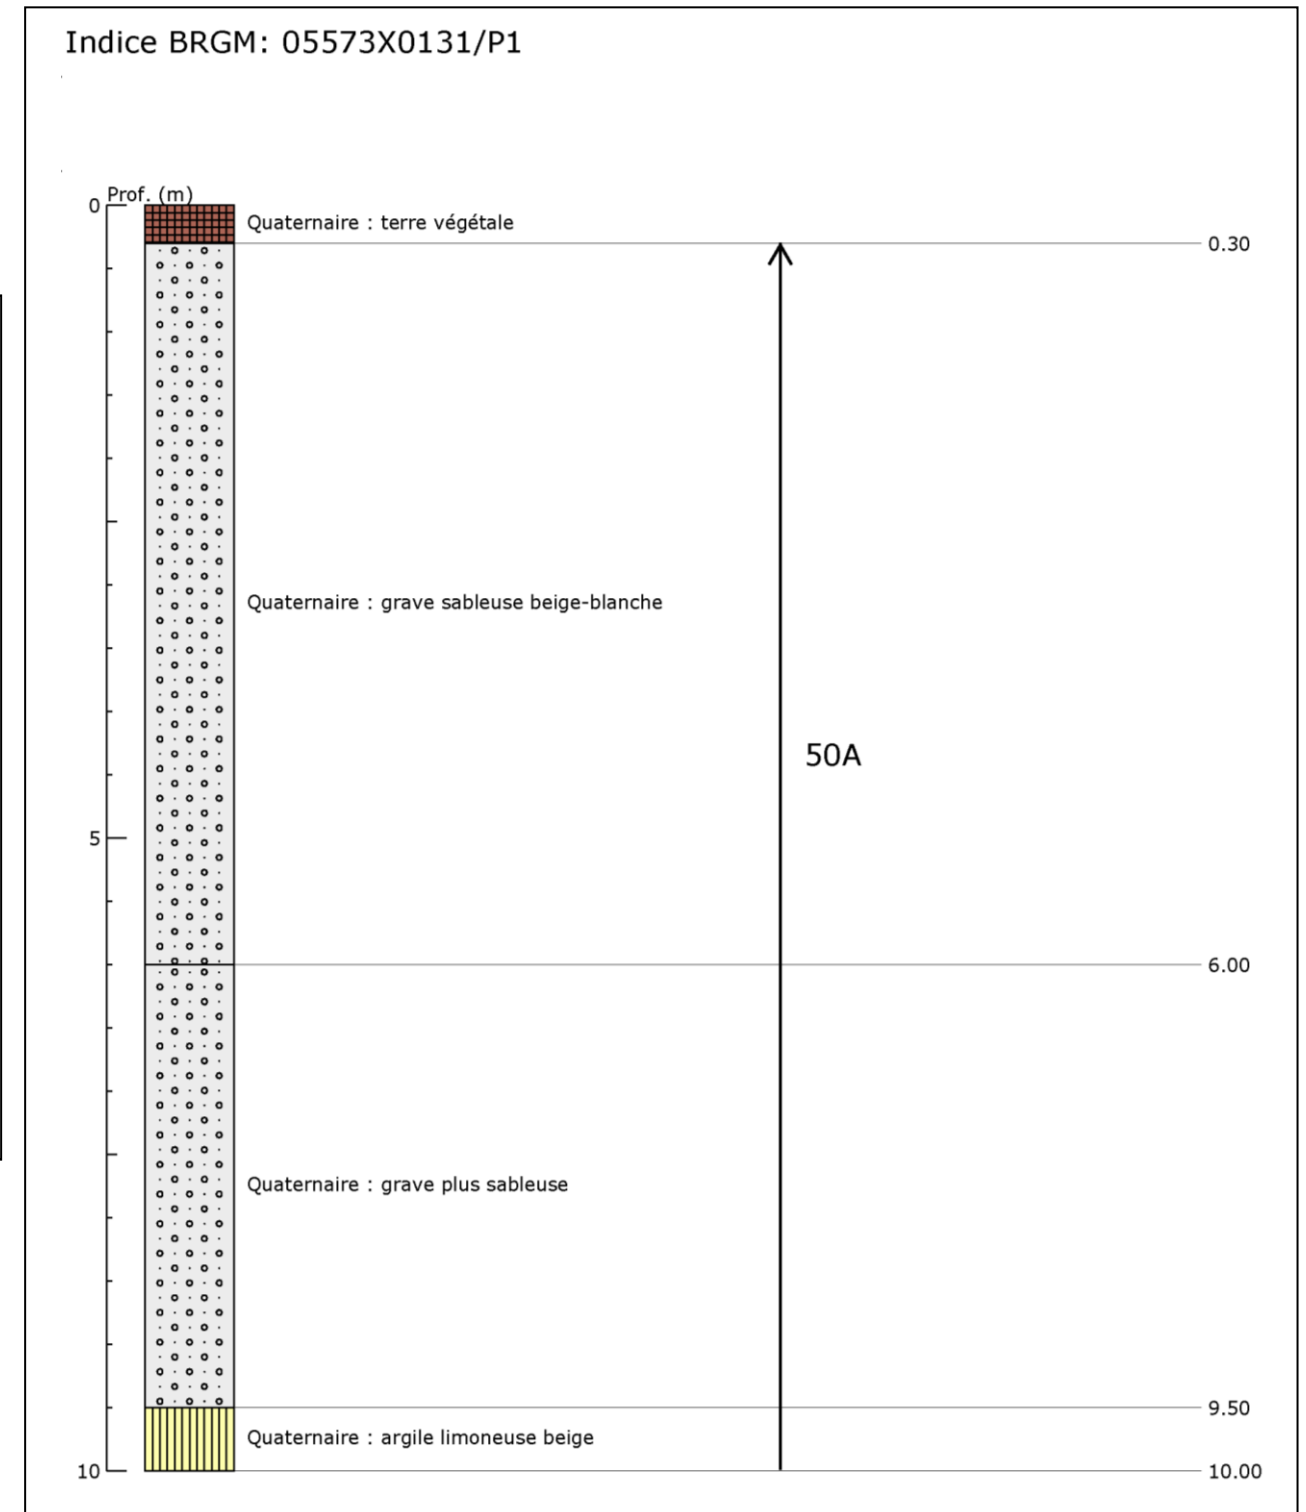 Indice BRGM: 05573X0131/P1
Prof. (m)
0
Quaternaire : terre végétale
0.30
Quaternaire : grave sableuse beige-blanche
50A
5
6.00
Quaternaire : grave plus sableuse
9.50
Quaternaire : argile limoneuse beige
10
10.00